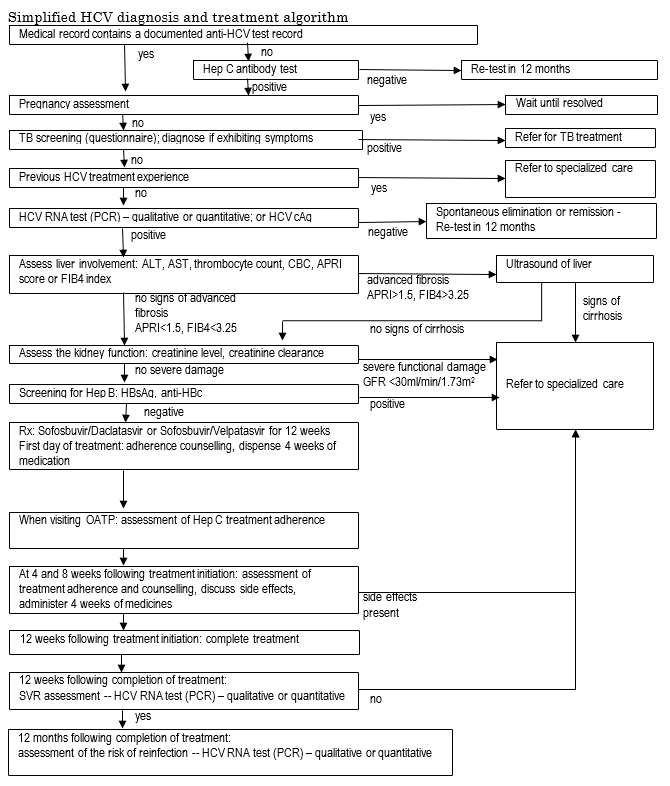 Simplified HCV diagnosis and treatment algorithm
Medical record contains a documented anti-HCV test record
yes
no
Hep C antibody test
negative
Re-test in 12 months
positive
Pregnancy assessment
yes
Wait until resolved
no
TB screening (questionnaire); diagnose if exhibiting symptoms
positive
Refer for TB treatment
no
Previous HCV treatment experience
yes
Refer to specialized care
no
HCV RNA test (PCR) – qualitative or quantitative; or HCV cAg
negative
Spontaneous elimination or remission -
Re-test in 12 months
positive
Assess liver involvement: ALT, AST, thrombocyte count, CBC, APRI
score or FIB4 index
advanced fibrosis
APRI>1.5, FIB4>3.25
Ultrasound of liver
no signs of advanced
fibrosis
APRI<1.5, FIB4<3.25
no signs of cirrhosis
signs of
cirrhosis
Assess the kidney function: creatinine level, creatinine clearance
severe functional damage
GFR <30ml/min/1.73m²
Refer to specialized care
no severe damage
Screening for Hep B: HBsAg, anti-HBc
positive
negative
Rx: Sofosbuvir/Daclatasvir or Sofosbuvir/Velpatasvir for 12 weeks
First day of treatment: adherence counselling, dispense 4 weeks of
medication
When visiting OATP: assessment of Hep C treatment adherence
At 4 and 8 weeks following treatment initiation: assessment of
treatment adherence and counselling, discuss side effects,
administer 4 weeks of medicines
side effects
present
12 weeks following treatment initiation: complete treatment
12 weeks following completion of treatment:
SVR assessment -- HCV RNA test (PCR) – qualitative or quantitative
no
yes
12 months following completion of treatment:
assessment of the risk of reinfection -- HCV RNA test (PCR) – qualitative or quantitative